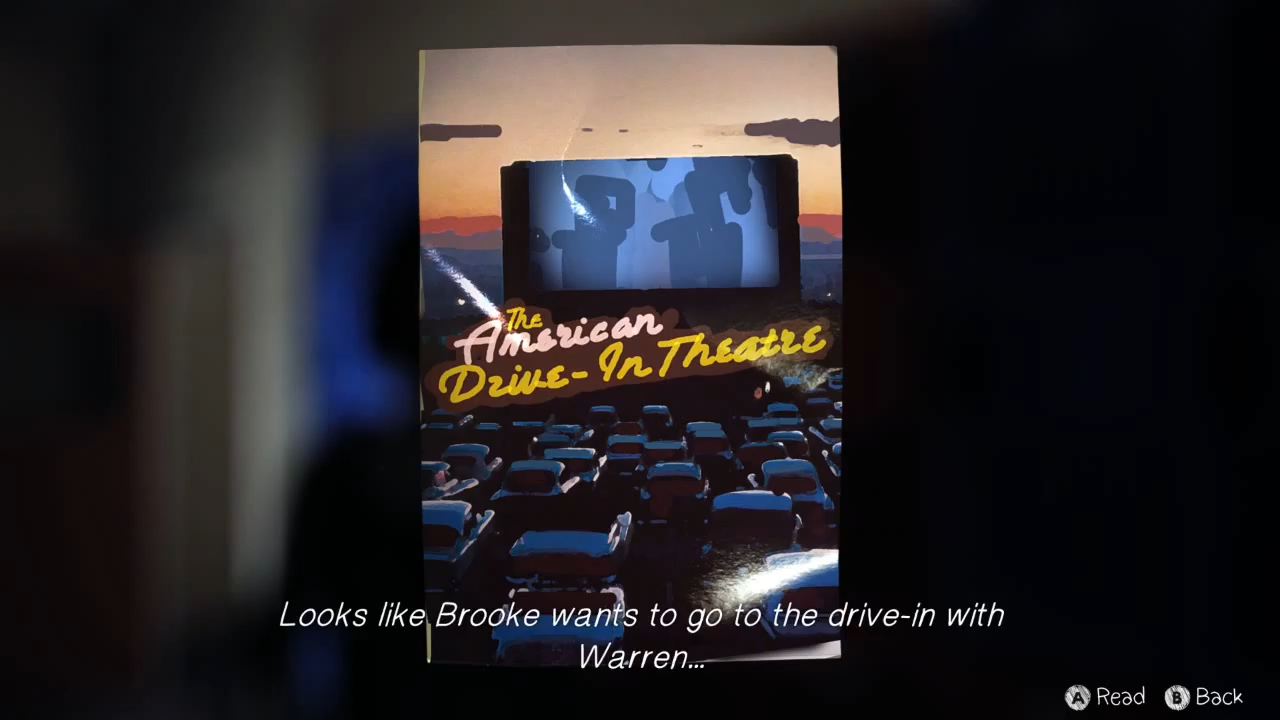 The
American
Drive-In Theatre
Looks like Brooke wants to go to the drive-in with
Warren...
A Read B Back